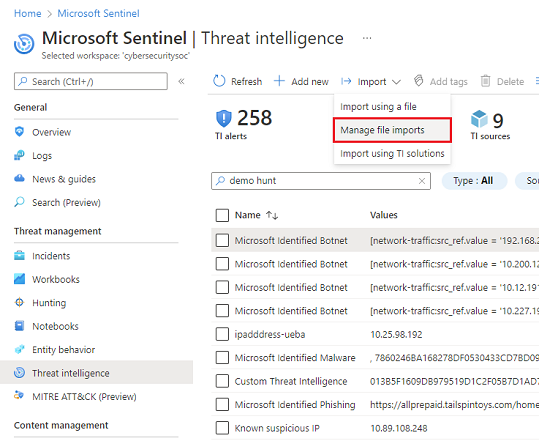 Home > Microsoft Sentinel
Microsoft Sentinel | Threat intelligence ...
Selected workspace: 'cybersecuritysoc'
Search (Ctrl+/) «
General
Overview
Logs
News & guides
Search (Preview)
Threat management
Incidents
Workbooks
Hunting
Notebooks
Entity behavior
Threat intelligence
MITRE ATT&CK (Preview)
Content management
Refresh + Add new Import Add tags Delete
Import using a file
Manage file imports
Import using TI solutions
258
TI alerts
9
TI sources
demo hunt × Type : All Sou
Name ↑↓ Values
Microsoft Identified Botnet [network-traffic:src_ref.value = '192.168.2
Microsoft Identified Botnet [network-traffic:src_ref.value = '10.200.12
Microsoft Identified Botnet [network-traffic:src_ref.value = '10.12.191
Microsoft Identified Botnet [network-traffic:src_ref.value = '10.227.19
ipadddress-ueba 10.25.98.192
Microsoft Identified Malware , 7860246BA168278DF0530433CD7BD09
Custom Threat Intelligence 013B5F1609DB979519D1C2F05B7D1AD7
Microsoft Identified Phishing https://allprepaid.tailspintoys.com/home
Known suspicious IP 10.89.108.248